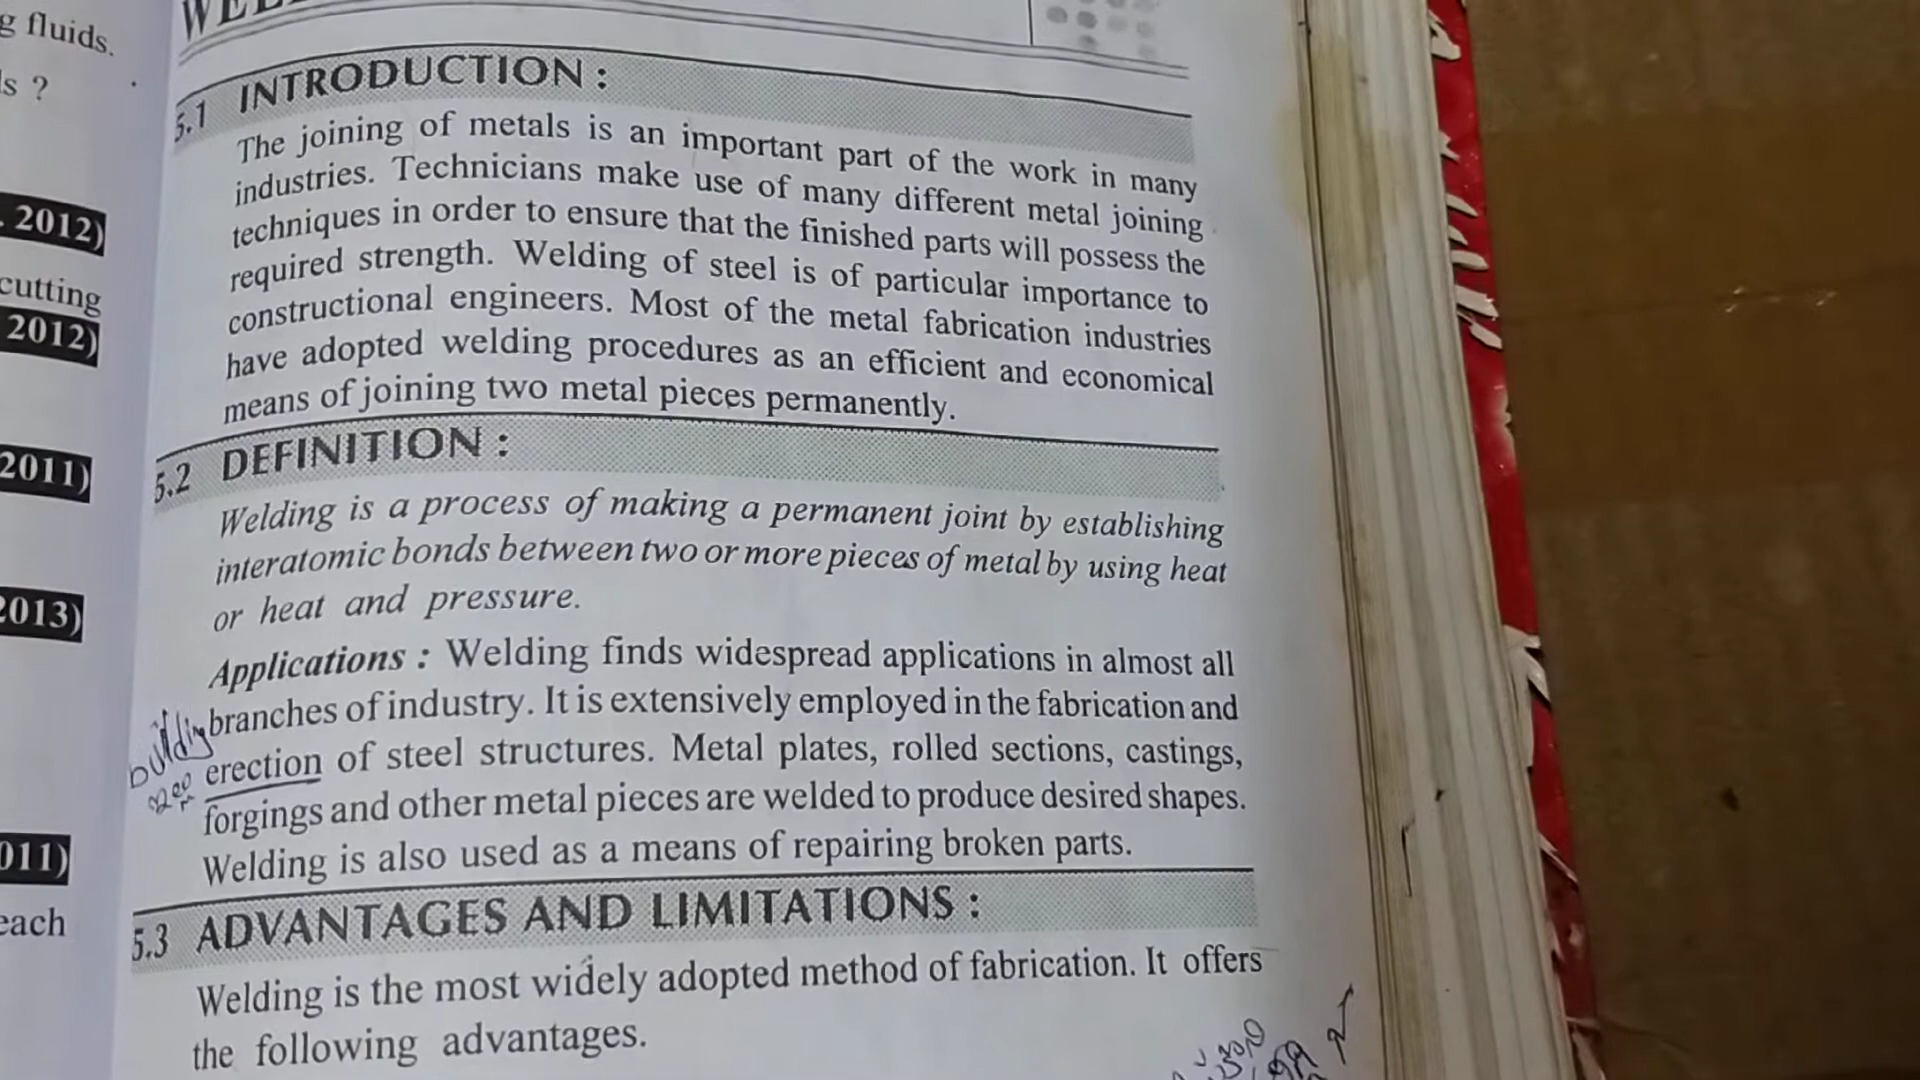 g fluids.
s ?
2012)
cutting
2012)
2011)
2013)
011)
each
5.1 INTRODUCTION :
The joining of metals is an important part of the work in many
industries. Technicians make use of many different metal joining
techniques in order to ensure that the finished parts will possess the
required strength. Welding of steel is of particular importance to
constructional engineers. Most of the metal fabrication industries
have adopted welding procedures as an efficient and economical
means of joining two metal pieces permanently.
5.2 DEFINITION :
Welding is a process of making a permanent joint by establishing
interatomic bonds between two or more pieces of metal by using heat
or heat and pressure.
Applications : Welding finds widespread applications in almost all
branches of industry. It is extensively employed in the fabrication and
building
erection of steel structures. Metal plates, rolled sections, castings,
forgings and other metal pieces are welded to produce desired shapes.
Welding is also used as a means of repairing broken parts.
5.3 ADVANTAGES AND LIMITATIONS :
Welding is the most widely adopted method of fabrication. It offers
the following advantages.